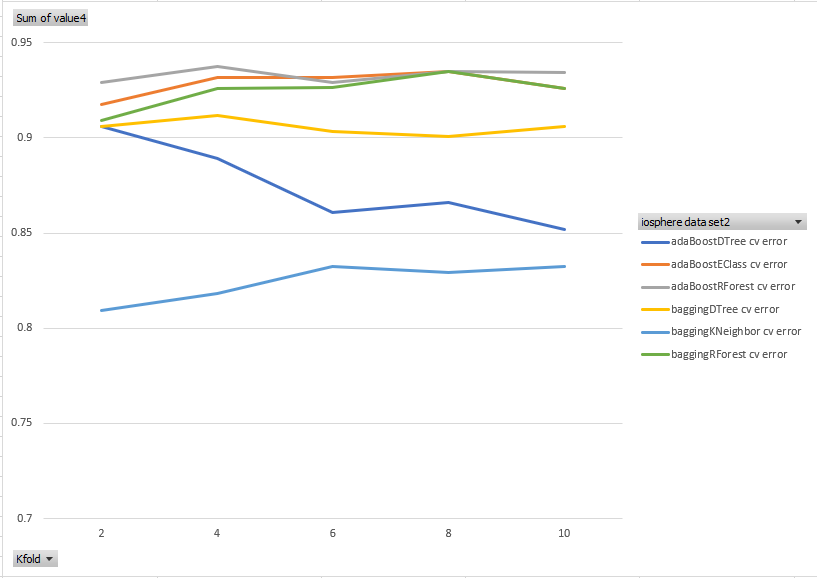 Sum of value4
0.95
0.9
0.85
0.8
0.75
0.7
2 4 6 8 10
Kfold
iosphere data set2
adaBoostDTree cv error
adaBoostEClass cv error
adaBoostRForest cv error
baggingDTree cv error
baggingKNeighbor cv error
baggingRForest cv error